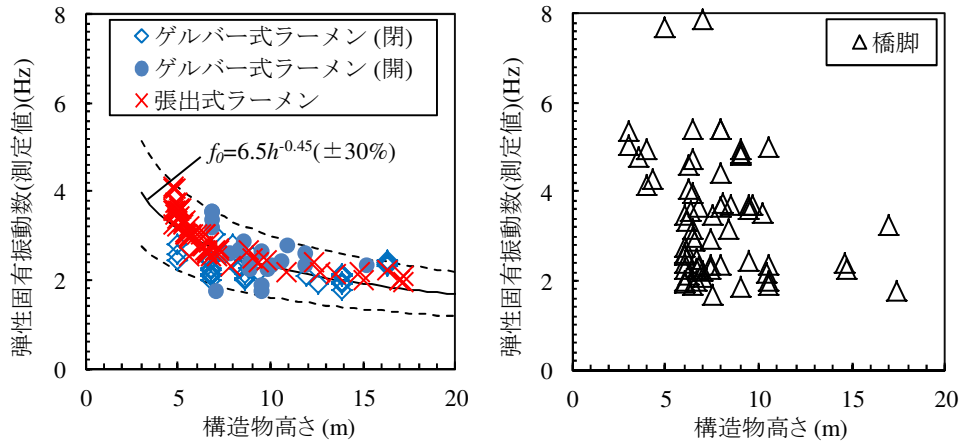 8
6
4
2
0
弾性固有振動数(測定値)(Hz)
ゲルバー式ラーメン (閉)
ゲルバー式ラーメン (開)
張出式ラーメン
f0=6.5h-0.45(±30%)
0 5 10 15 20
構造物高さ (m)
8
6
4
2
0
弾性固有振動数(測定値)(Hz)
橋脚
0 5 10 15 20
構造物高さ (m)